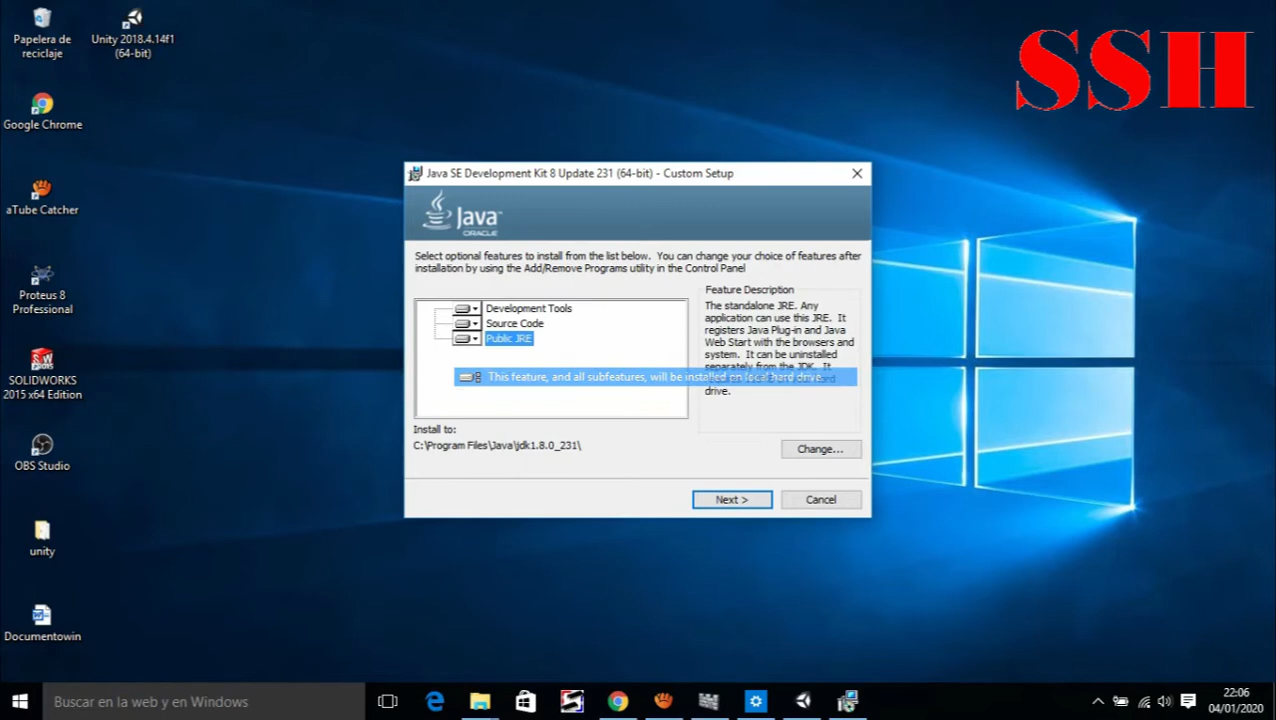 Papelera de
reciclaje
Unity 2018.4.14f1
(64-bit)
SSH
Google Chrome
aTube Catcher
Proteus 8
Professional
SOLIDWORKS
2015 x64 Edition
OBS Studio
unity
Documentowin
Java SE Development Kit 8 Update 231 (64-bit) - Custom Setup
Java
ORACLE
Select optional features to install from the list below. You can change your choice of features after
installation by using the Add/Remove Programs utility in the Control Panel
Development Tools
Source Code
Public JRE
This feature, and all subfeatures, will be installed on local hard drive.
Feature Description
The standalone JRE. Any
application can use this JRE. It
registers Java Plug-in and Java
Web Start with the browsers and
system. It can be uninstalled
separately from the JDK. It
drive.
Install to:
C:\Program Files\Java\jdk1.8.0_231\
Change...
Next >
Cancel
Buscar en la web y en Windows
22:06
04/01/2020